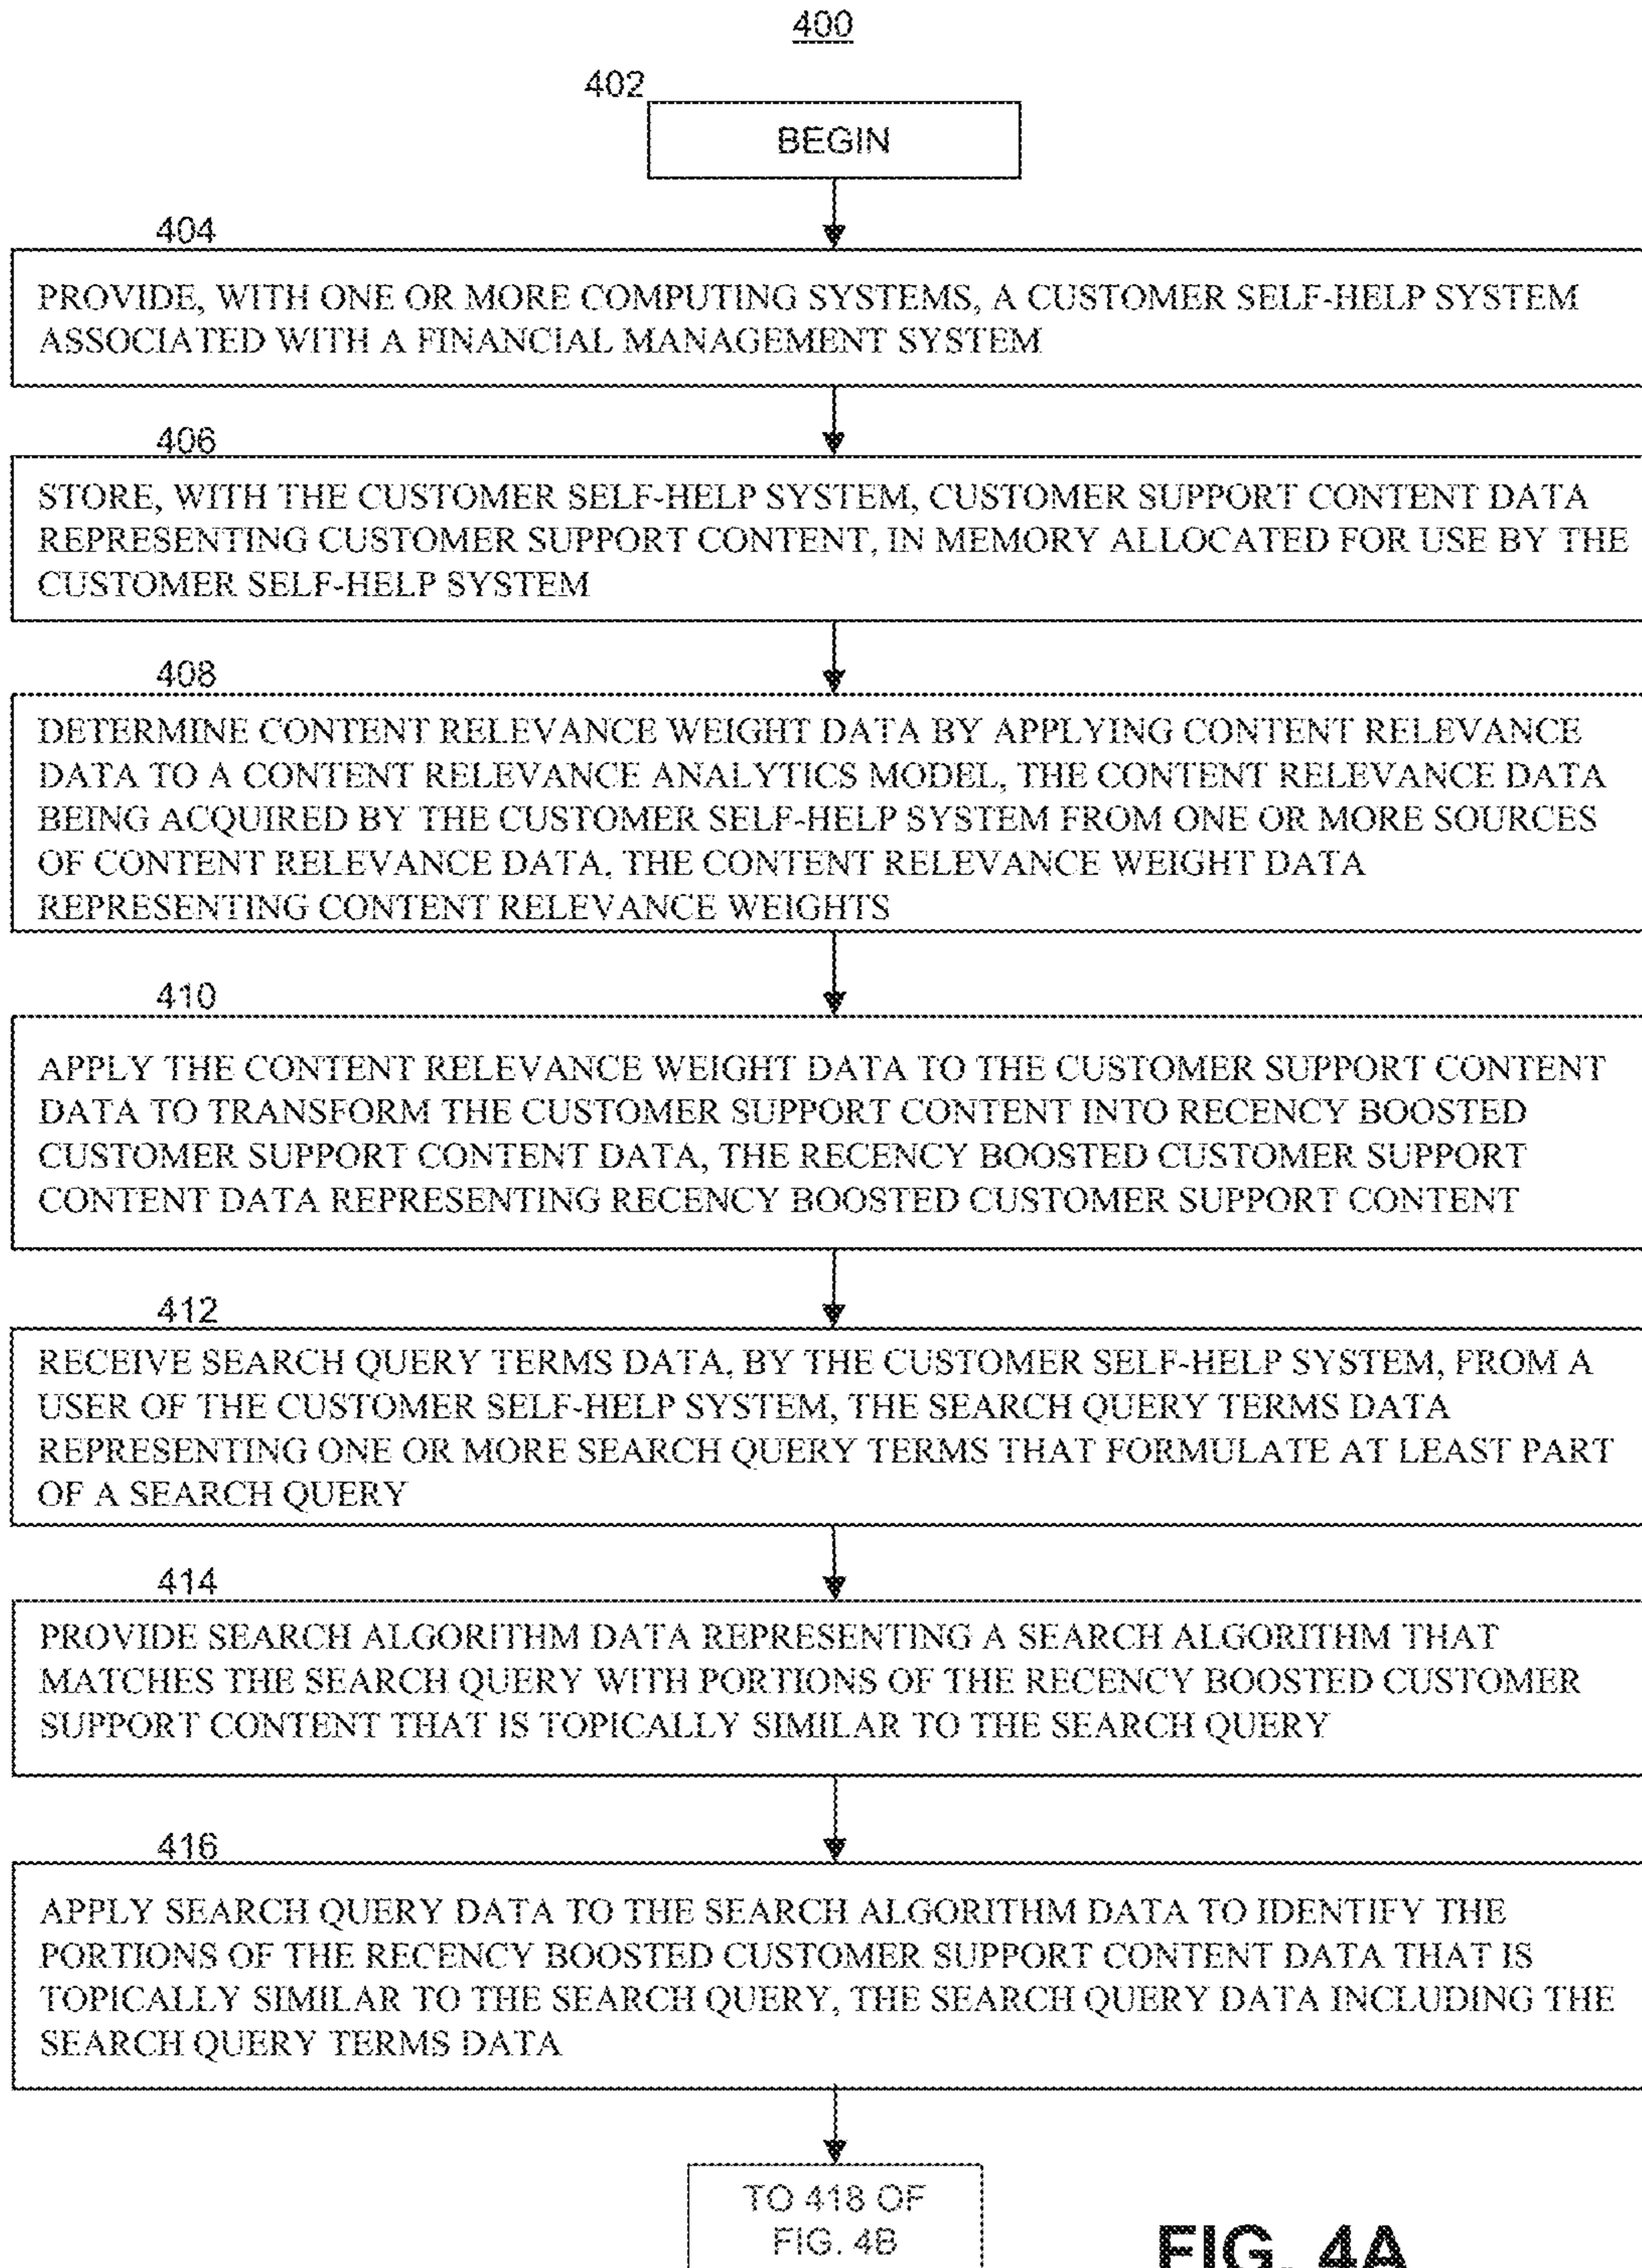 400
402
BEGIN
404
PROVIDE, WITH ONE OR MORE COMPUTING SYSTEMS, A CUSTOMER SELF-HELP SYSTEM
ASSOCIATED WITH A FINANCIAL MANAGEMENT SYSTEM
406
STORE, WITH THE CUSTOMER SELF-HELP SYSTEM, CUSTOMER SUPPORT CONTENT DATA
REPRESENTING CUSTOMER SUPPORT CONTENT, IN MEMORY ALLOCATED FOR USE BY THE
CUSTOMER SELF-HELP SYSTEM
408
DETERMINE CONTENT RELEVANCE WEIGHT DATA BY APPLYING CONTENT RELEVANCE
DATA TO A CONTENT RELEVANCE ANALYTICS MODEL, THE CONTENT RELEVANCE DATA
BEING ACQUIRED BY THE CUSTOMER SELF-HELP SYSTEM FROM ONE OR MORE SOURCES
OF CONTENT RELEVANCE DATA, THE CONTENT RELEVANCE WEIGHT DATA
REPRESENTING CONTENT RELEVANCE WEIGHTS
410
APPLY THE CONTENT RELEVANCE WEIGHT DATA TO THE CUSTOMER SUPPORT CONTENT
DATA TO TRANSFORM THE CUSTOMER SUPPORT CONTENT INTO RECENCY BOOSTED
CUSTOMER SUPPORT CONTENT DATA, THE RECENCY BOOSTED CUSTOMER SUPPORT
CONTENT DATA REPRESENTING RECENCY BOOSTED CUSTOMER SUPPORT CONTENT
412
RECEIVE SEARCH QUERY TERMS DATA, BY THE CUSTOMER SELF-HELP SYSTEM, FROM A
USER OF THE CUSTOMER SELF-HELP SYSTEM, THE SEARCH QUERY TERMS DATA
REPRESENTING ONE OR MORE SEARCH QUERY TERMS THAT FORMULATE AT LEAST PART
OF A SEARCH QUERY
414
PROVIDE SEARCH ALGORITHM DATA REPRESENTING A SEARCH ALGORITHM THAT
MATCHES THE SEARCH QUERY WITH PORTIONS OF THE RECENCY BOOSTED CUSTOMER
SUPPORT CONTENT THAT IS TOPICALLY SIMILAR TO THE SEARCH QUERY
416
APPLY SEARCH QUERY DATA TO THE SEARCH ALGORITHM DATA TO IDENTIFY THE
PORTIONS OF THE RECENCY BOOSTED CUSTOMER SUPPORT CONTENT DATA THAT IS
TOPICALLY SIMILAR TO THE SEARCH QUERY, THE SEARCH QUERY DATA INCLUDING THE
SEARCH QUERY TERMS DATA
TO 418 OF
FIG. 4B
FIG. 4A